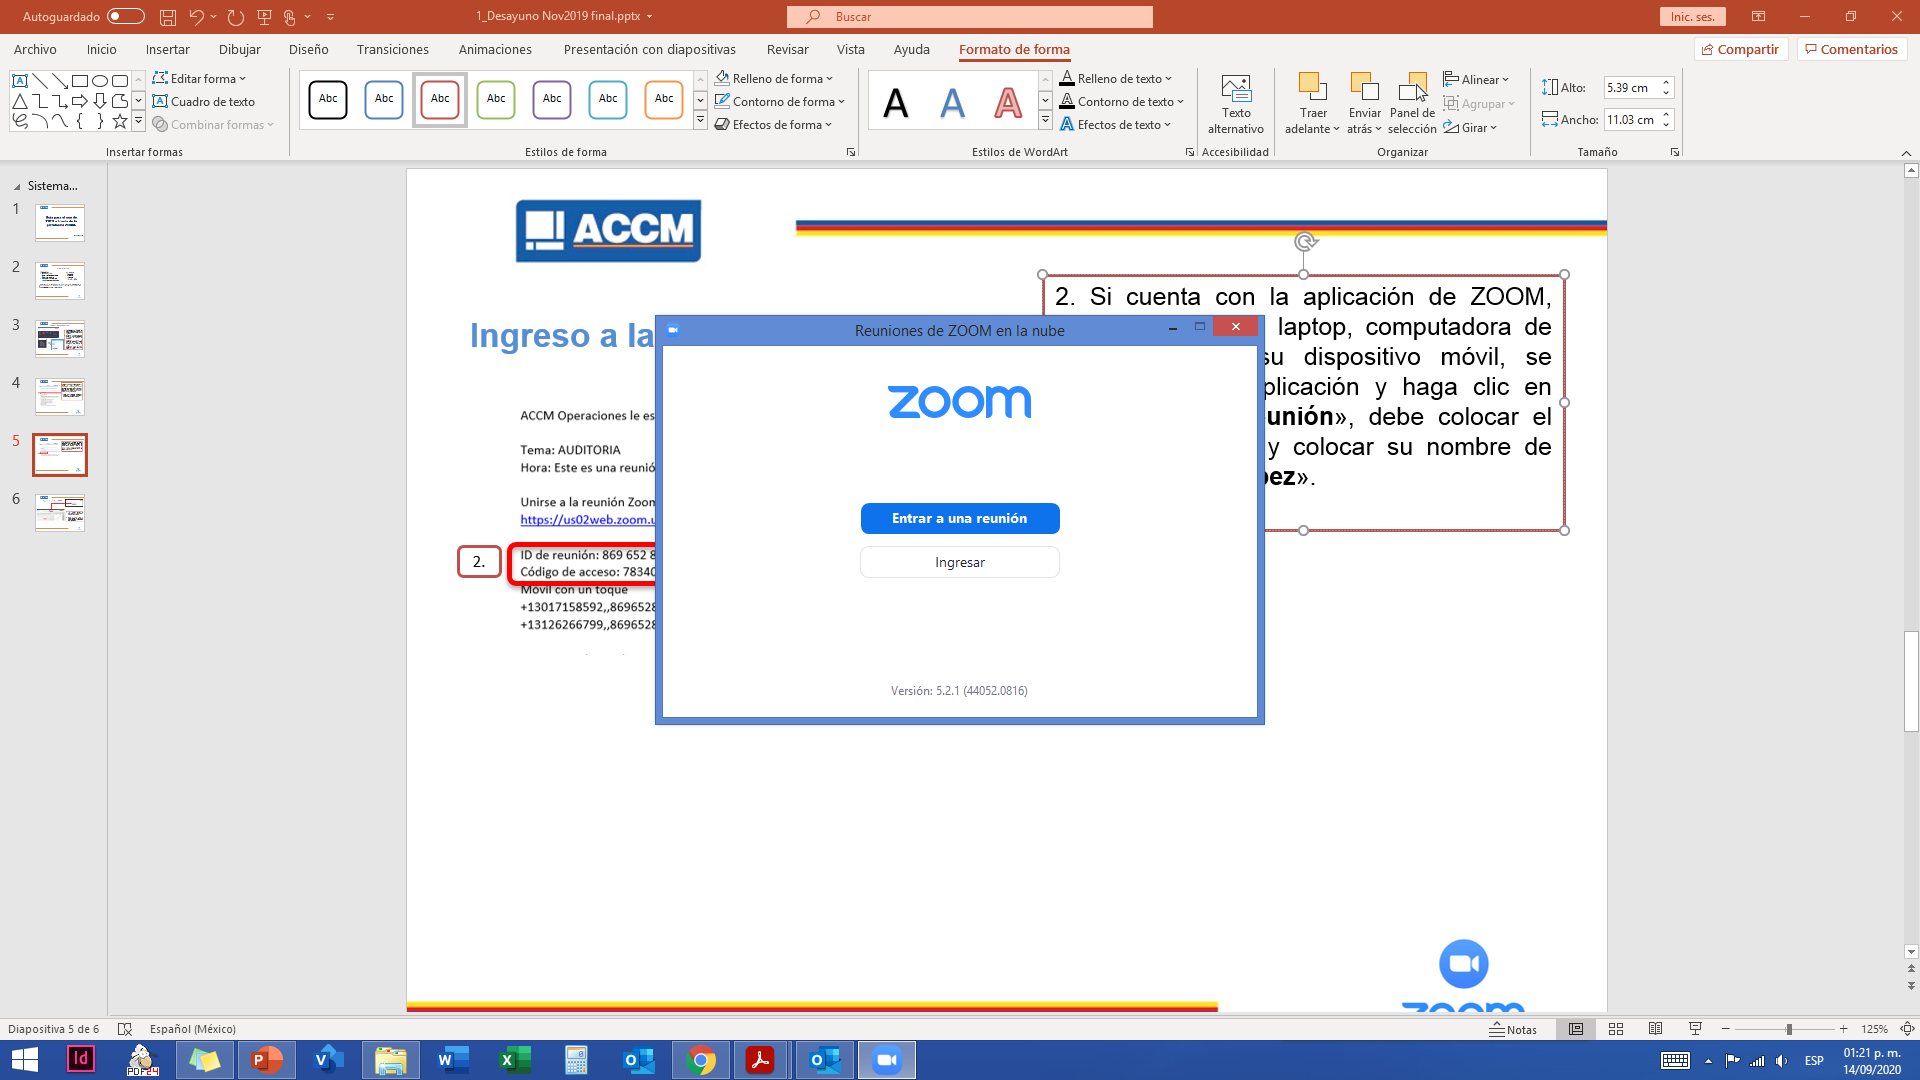 Autoguardado
1_Desayuno Nov2019 final.pptx
Buscar
Inic. ses.
Archivo Inicio Insertar Dibujar Diseño Transiciones Animaciones Presentación con diapositivas Revisar Vista Ayuda Formato de forma Compartir Comentarios
Editar forma
Cuadro de texto
Combinar formas
Insertar formas
Abc Abc Abc Abc Abc Abc Abc
Relleno de forma
Contorno de forma
Efectos de forma
Estilos de forma
A A A
Relleno de texto
Contorno de texto
Efectos de texto
Estilos de WordArt
Texto
alternativo
Accesibilidad
Traer
adelante
Enviar
atrás
Panel de
selección
Alinear
Agrupar
Girar
Organizar
Alto: 5.39 cm
Ancho: 11.03 cm
Tamaño
Sistema...
1
2
3
4
5
6
ACCM
Ingreso a la
2. Si cuenta con la aplicación de ZOOM,
laptop, computadora de
su dispositivo móvil, se
plicación y haga clic en
unión», debe colocar el
y colocar su nombre de
pez».
ACCM Operaciones le es
Tema: AUDITORIA
Hora: Este es una reunió
Unirse a la reunión Zoom
https://us02web.zoom.u
2.
ID de reunión: 869 652 8
Código de acceso: 78340
Móvil con un toque
+13017158592,,8696528
+13126266799,,8696528
Reuniones de ZOOM en la nube
zoom
Entrar a una reunión
Ingresar
Versión: 5.2.1 (44052.0816)
zoom
Diapositiva 5 de 6
Español (México)
Notas
125%
Id
PDF24
ESP
01:21 p. m.
14/09/2020